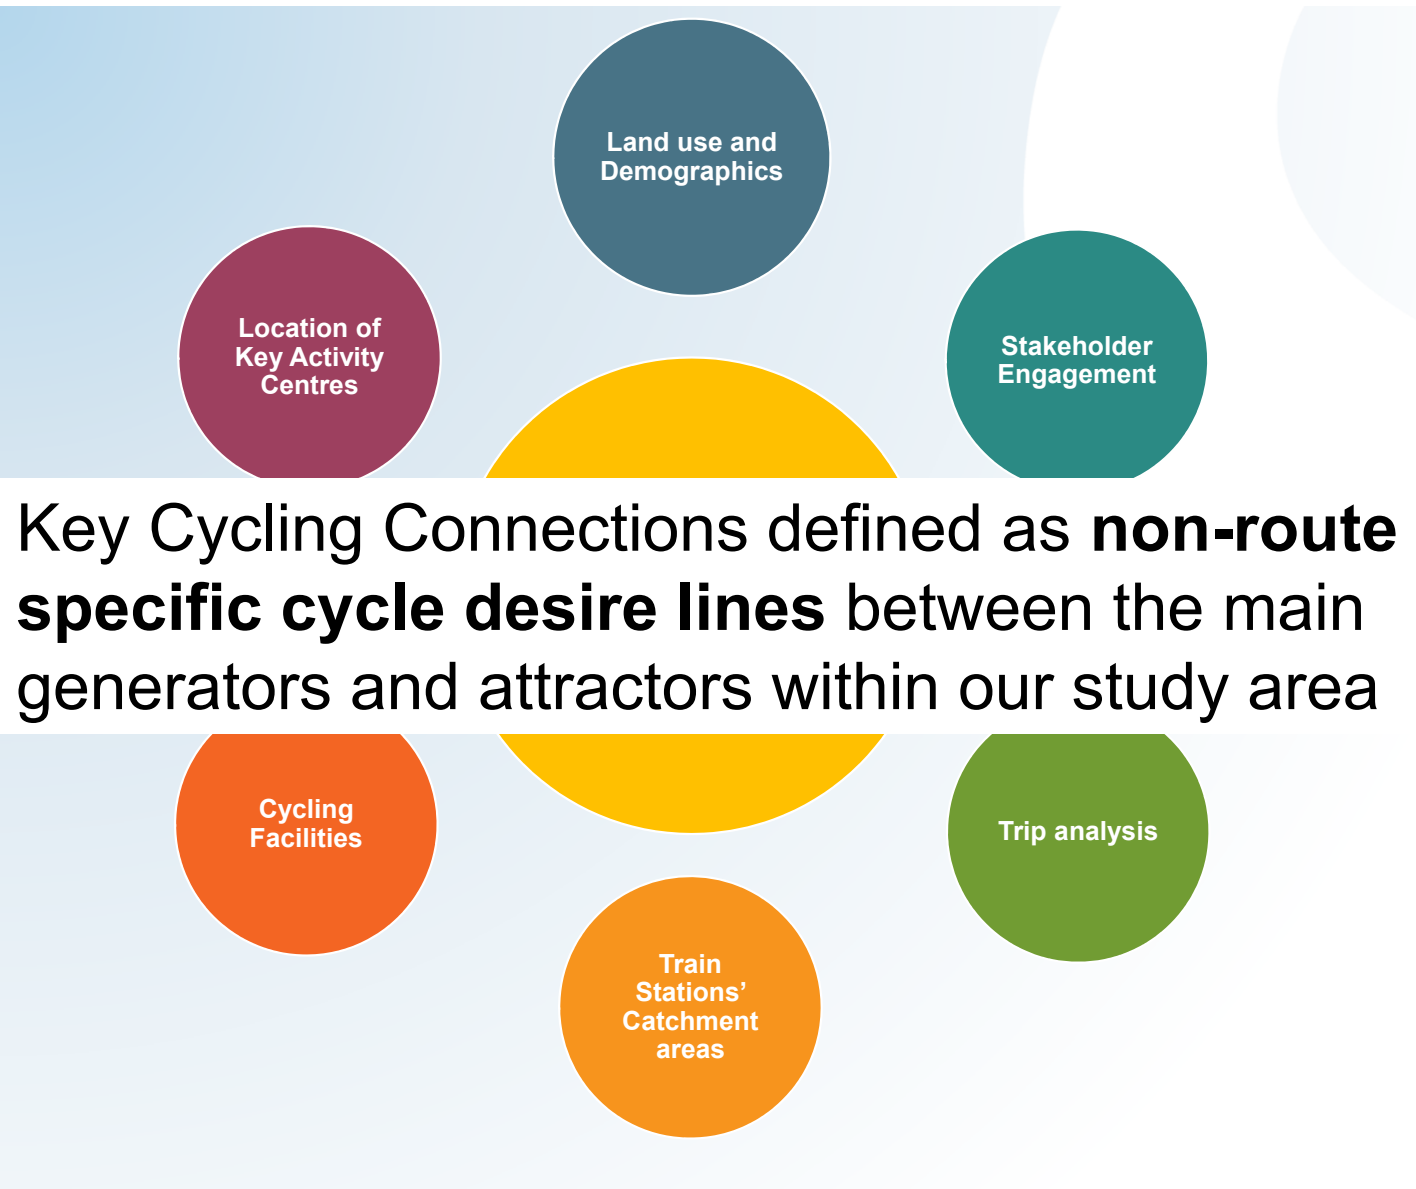 Land use and
Demographics
Location of
Key Activity
Centres
Stakeholder
Engagement
Key Cycling Connections defined as non-route
specific cycle desire lines between the main
generators and attractors within our study area
Cycling
Facilities
Trip analysis
Train
Stations’
Catchment
areas